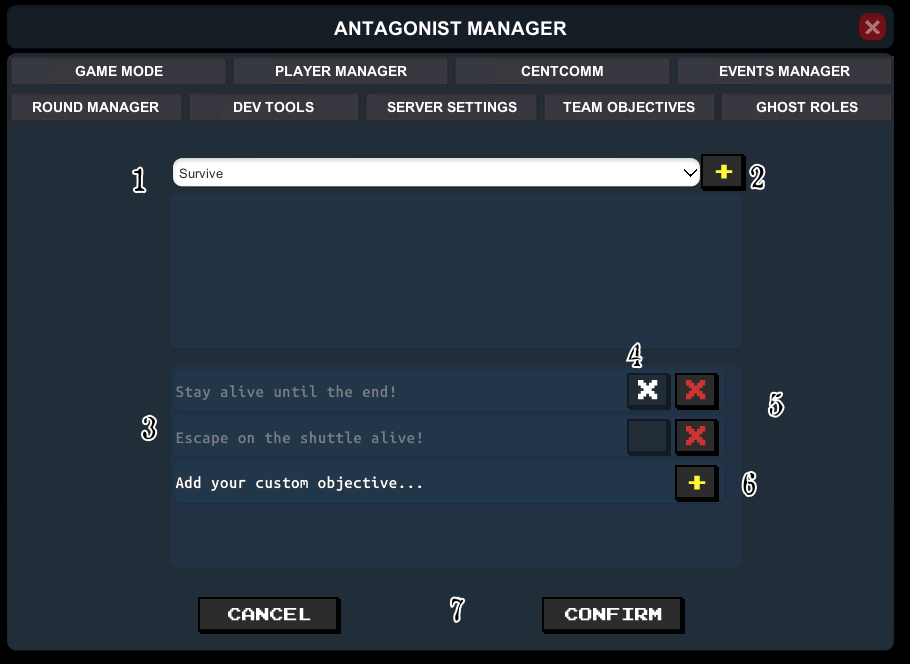 ANTAGONIST MANAGER
GAME MODE PLAYER MANAGER CENTCOMM EVENTS MANAGER
ROUND MANAGER DEV TOOLS SERVER SETTINGS TEAM OBJECTIVES GHOST ROLES
1 Survive 2
4
Stay alive until the end!
5
3 Escape on the shuttle alive!
Add your custom objective... 6
CANCEL 7 CONFIRM